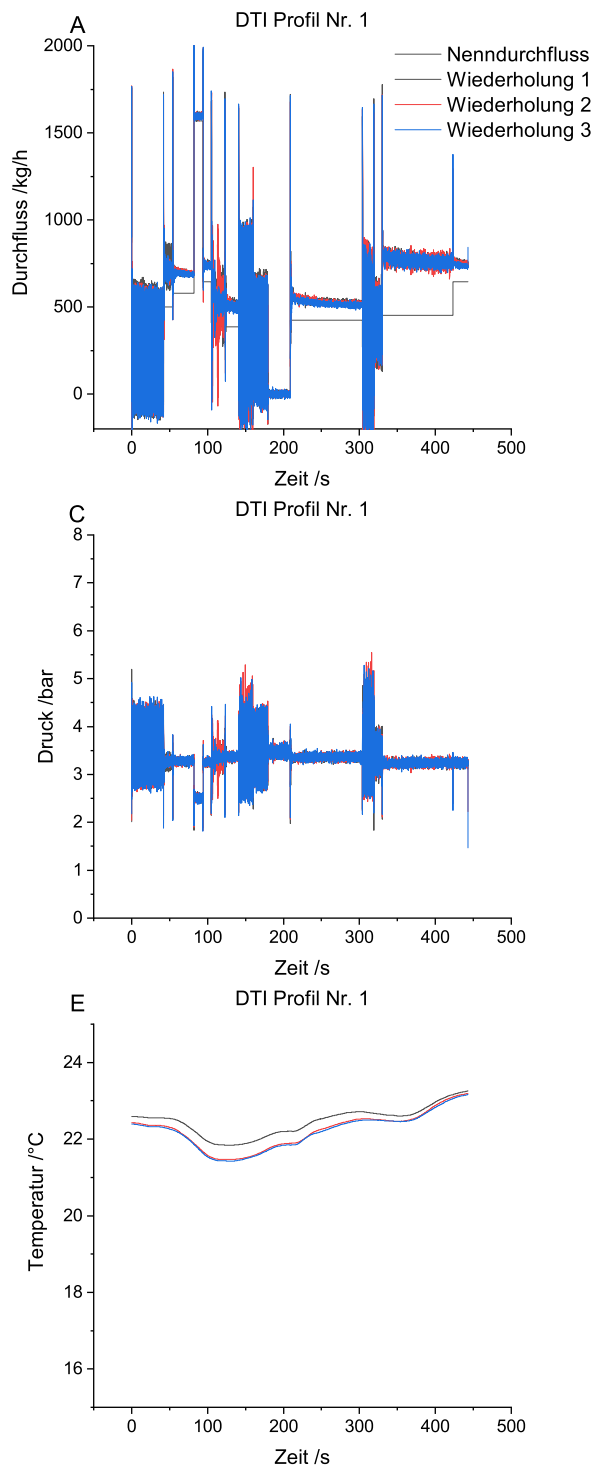 A
DTI Profil Nr. 1
Nenndurchfluss
Wiederholung 1
Wiederholung 2
Wiederholung 3
Durchfluss /kg/h
2000
1500
1000
500
0
0 100 200 300 400 500
Zeit /s
C
DTI Profil Nr. 1
Druck /bar
8
7
6
5
4
3
2
1
0
0 100 200 300 400 500
Zeit /s
E
DTI Profil Nr. 1
Temperatur /°C
24
22
20
18
16
0 100 200 300 400 500
Zeit /s